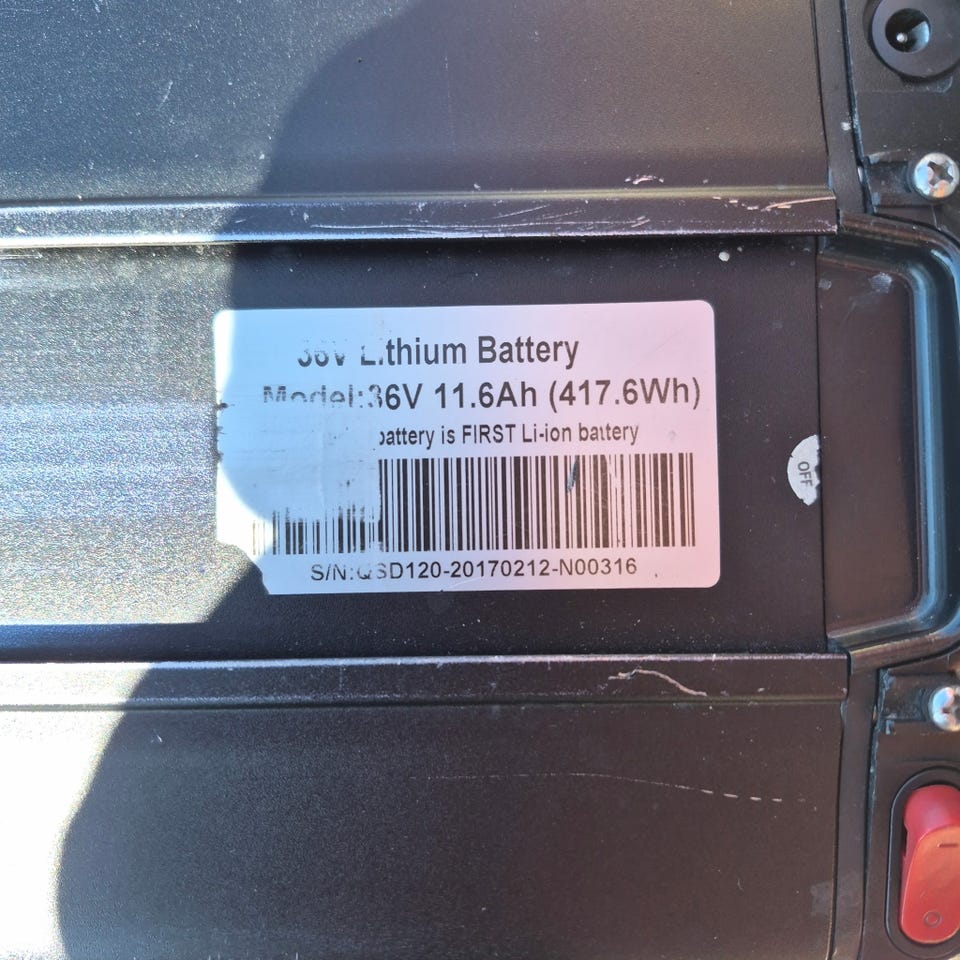 36V Lithium Battery
Model:36V 11.6Ah (417.6Wh)
battery is FIRST Li-ion battery
S/N:QSD120-20170212-N00316
OFF